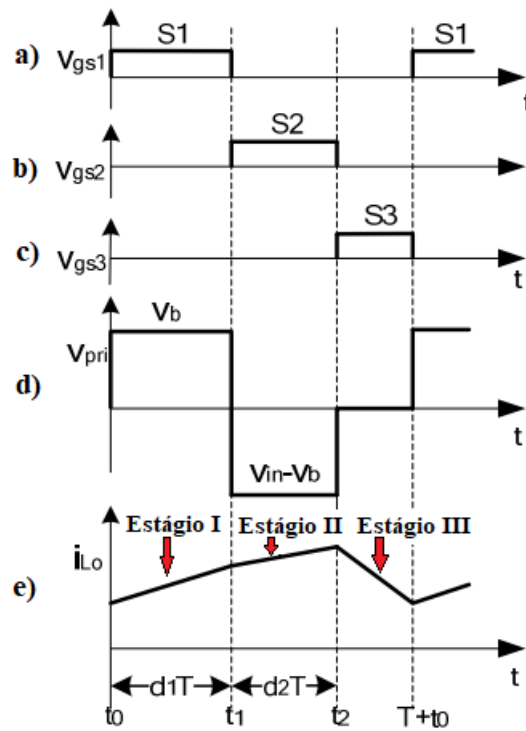 S1 S1
a) Vgs1
t
S2
b) Vgs2
S3
c) Vgs3
t
Vb
Vpri
d)
t
Vin-Vb
Estágio I Estágio II Estágio III
iLo
e)
t
d1T d2T
t0 t1 t2 T+t0